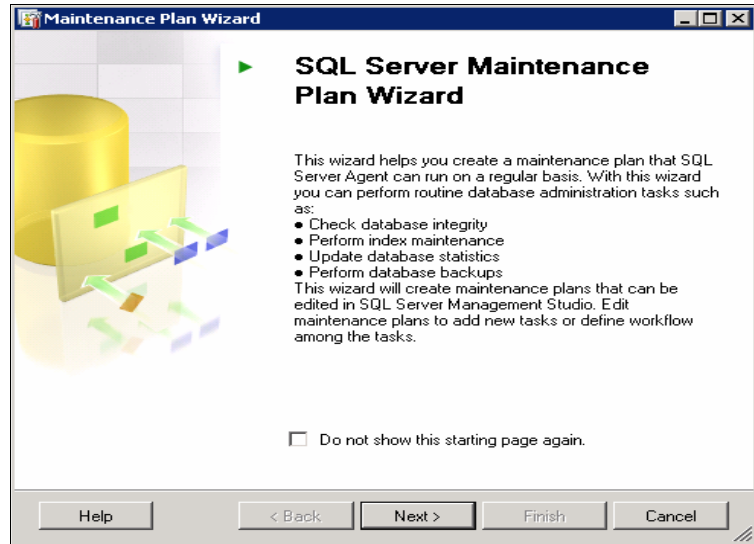 Maintenance Plan Wizard
SQL Server Maintenance
Plan Wizard
This wizard helps you create a maintenance plan that SQL
Server Agent can run on a regular basis. With this wizard
you can perform routine database administration tasks such
as:
● Check database integrity
● Perform index maintenance
● Update database statistics
● Perform database backups
This wizard will create maintenance plans that can be
edited in SQL Server Management Studio. Edit
maintenance plans to add new tasks or define workflow
among the tasks.
Do not show this starting page again.
Help
< Back
Next >
Finish
Cancel